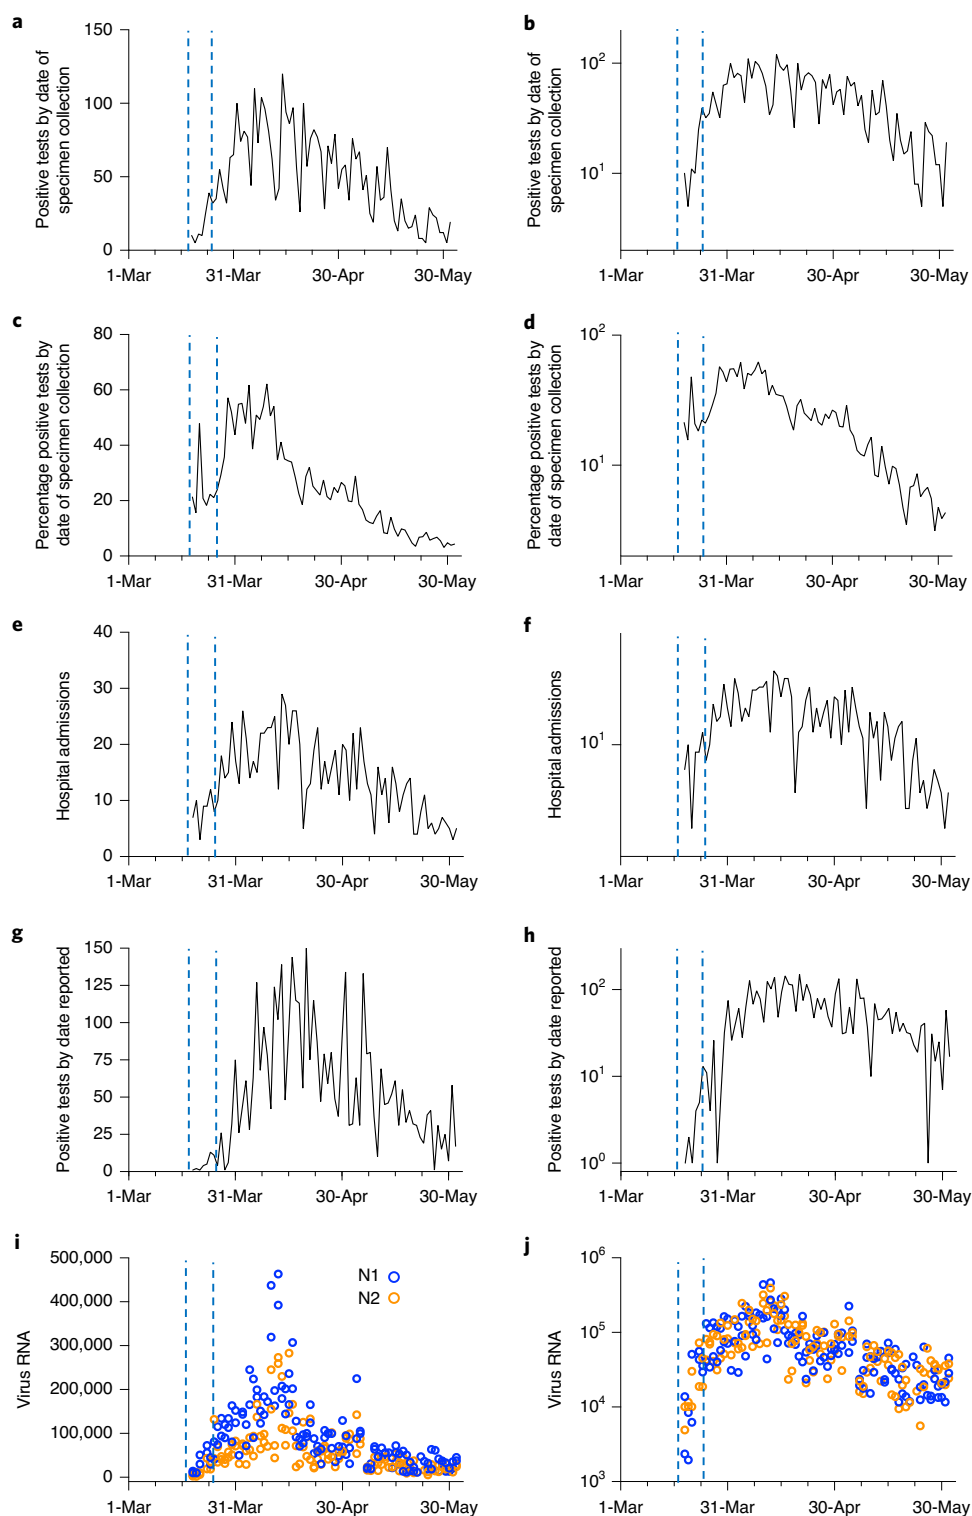 a
Positive tests by date of
specimen collection
150
100
50
0
1-Mar 31-Mar 30-Apr 30-May
b
Positive tests by date of
specimen collection
10²
10¹
1-Mar 31-Mar 30-Apr 30-May
c
Percentage positive tests by
date of specimen collection
80
60
40
20
0
1-Mar 31-Mar 30-Apr 30-May
d
Percentage positive tests by
date of specimen collection
10²
10¹
1-Mar 31-Mar 30-Apr 30-May
e
Hospital admissions
40
30
20
10
0
1-Mar 31-Mar 30-Apr 30-May
f
Hospital admissions
10¹
1-Mar 31-Mar 30-Apr 30-May
g
Positive tests by date reported
150
125
100
75
50
25
0
1-Mar 31-Mar 30-Apr 30-May
h
Positive tests by date reported
10²
10¹
10⁰
1-Mar 31-Mar 30-Apr 30-May
i
Virus RNA
500,000
400,000
300,000
200,000
100,000
0
N1
N2
1-Mar 31-Mar 30-Apr 30-May
j
Virus RNA
10⁶
10⁵
10⁴
10³
1-Mar 31-Mar 30-Apr 30-May